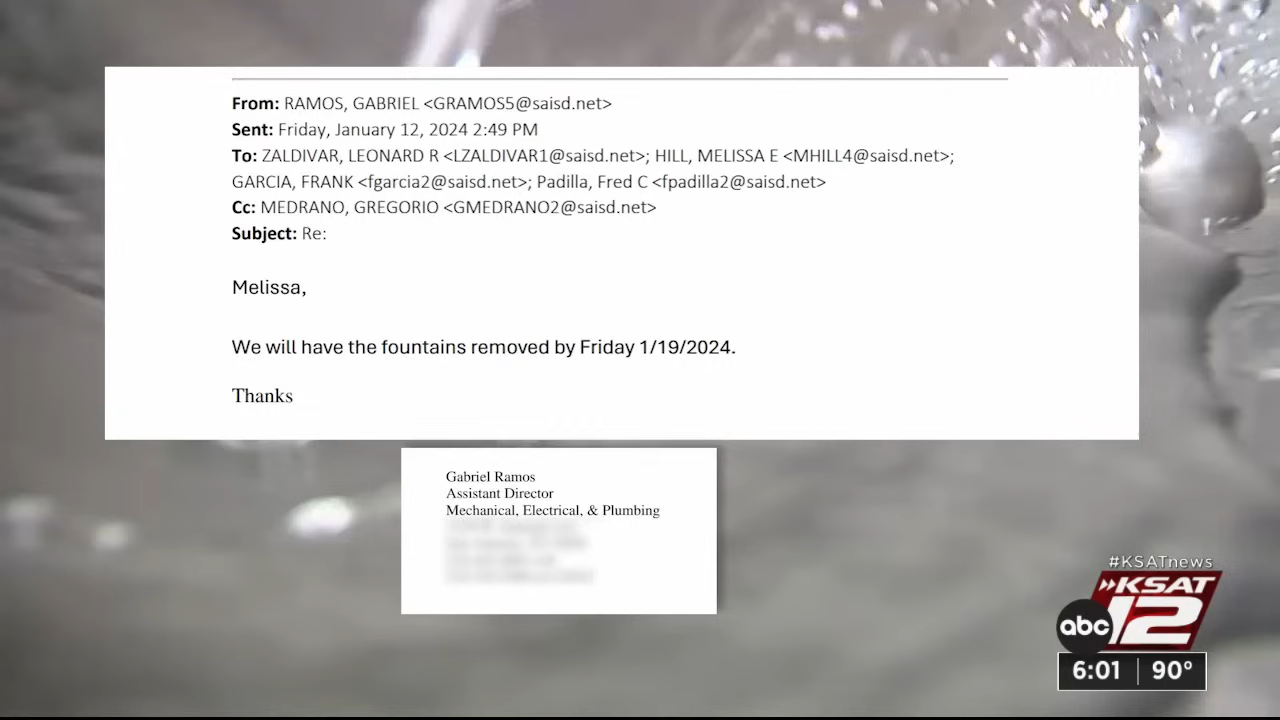 From: RAMOS, GABRIEL <GRAMOS5@saisd.net>
Sent: Friday, January 12, 2024 2:49 PM
To: ZALDIVAR, LEONARD R <LZALDIVAR1@saisd.net>; HILL, MELISSA E <MHILL4@saisd.net>;
GARCIA, FRANK <fgarcia2@saisd.net>; Padilla, Fred C <fpadilla2@saisd.net>
Cc: MEDRANO, GREGORIO <GMEDRANO2@saisd.net>
Subject: Re:
Melissa,
We will have the fountains removed by Friday 1/19/2024.
Thanks
Gabriel Ramos
Assistant Director
Mechanical, Electrical, & Plumbing
#KSATnews
KSAT
abc 12
6:01 90°